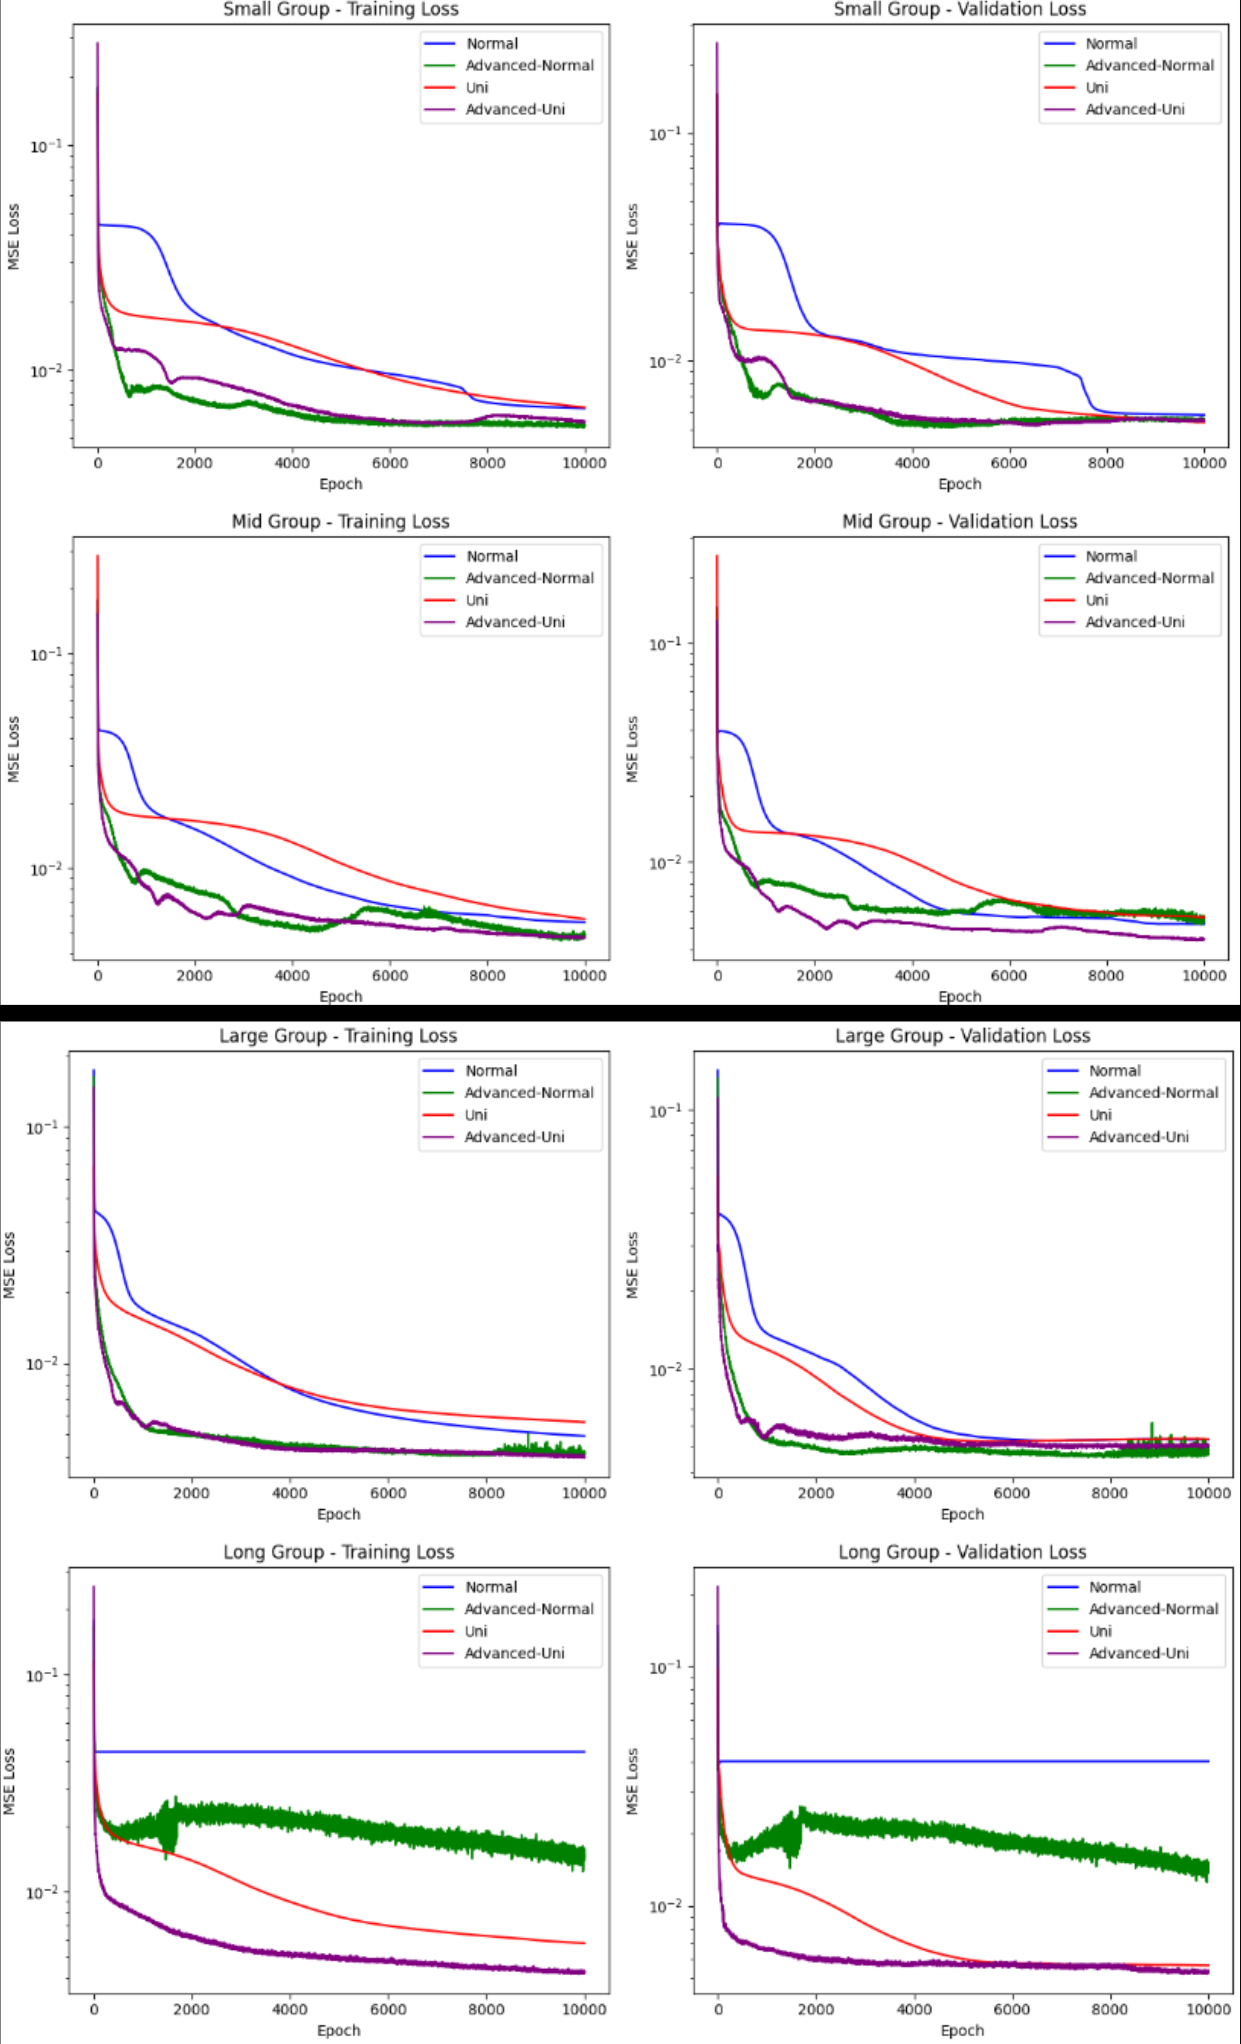 Small Group - Training Loss
MSE Loss
10⁻¹
10⁻²
Normal
Advanced-Normal
Uni
Advanced-Uni
0 2000 4000 6000 8000 10000
Epoch
Small Group - Validation Loss
MSE Loss
10⁻¹
10⁻²
Normal
Advanced-Normal
Uni
Advanced-Uni
0 2000 4000 6000 8000 10000
Epoch
Mid Group - Training Loss
MSE Loss
10⁻¹
10⁻²
Normal
Advanced-Normal
Uni
Advanced-Uni
0 2000 4000 6000 8000 10000
Epoch
Mid Group - Validation Loss
MSE Loss
10⁻¹
10⁻²
Normal
Advanced-Normal
Uni
Advanced-Uni
0 2000 4000 6000 8000 10000
Epoch
Large Group - Training Loss
MSE Loss
10⁻¹
10⁻²
Normal
Advanced-Normal
Uni
Advanced-Uni
0 2000 4000 6000 8000 10000
Epoch
Large Group - Validation Loss
MSE Loss
10⁻¹
10⁻²
Normal
Advanced-Normal
Uni
Advanced-Uni
0 2000 4000 6000 8000 10000
Epoch
Long Group - Training Loss
MSE Loss
10⁻¹
10⁻²
Normal
Advanced-Normal
Uni
Advanced-Uni
0 2000 4000 6000 8000 10000
Epoch
Long Group - Validation Loss
MSE Loss
10⁻¹
10⁻²
Normal
Advanced-Normal
Uni
Advanced-Uni
0 2000 4000 6000 8000 10000
Epoch